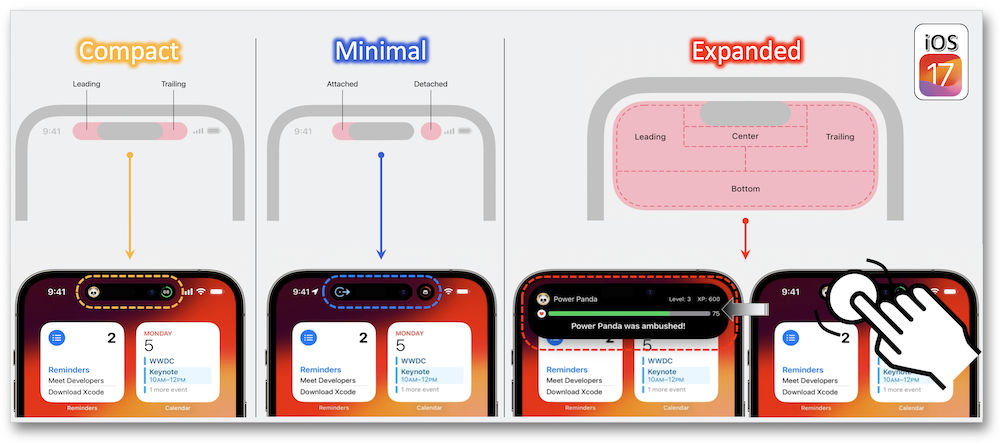 Compact
Leading
Trailing
9:41
9:41
2
Reminders
Meet Developers
Download Xcode
Reminders
MONDAY
5
WWDC
Keynote
10AM–12PM
1 more event
Calendar
Minimal
Attached
Detached
9:41
9:41
2
Reminders
Meet Developers
Download Xcode
Reminders
MONDAY
5
WWDC
Keynote
10AM–12PM
1 more event
Calendar
Expanded
iOS
17
Leading
Center
Trailing
Bottom
Power Panda
Level: 3
XP: 600
75
Power Panda was ambushed!
2
Reminders
Meet Developers
Download Xcode
Reminders
5
WWDC
Keynote
10AM–12PM
1 more event
Calendar
9:41
2
Reminders
Meet Developers
Download Xcode
Reminders
MONDAY
5
WWDC
Keynote
10AM–12PM
1 more event
Calendar